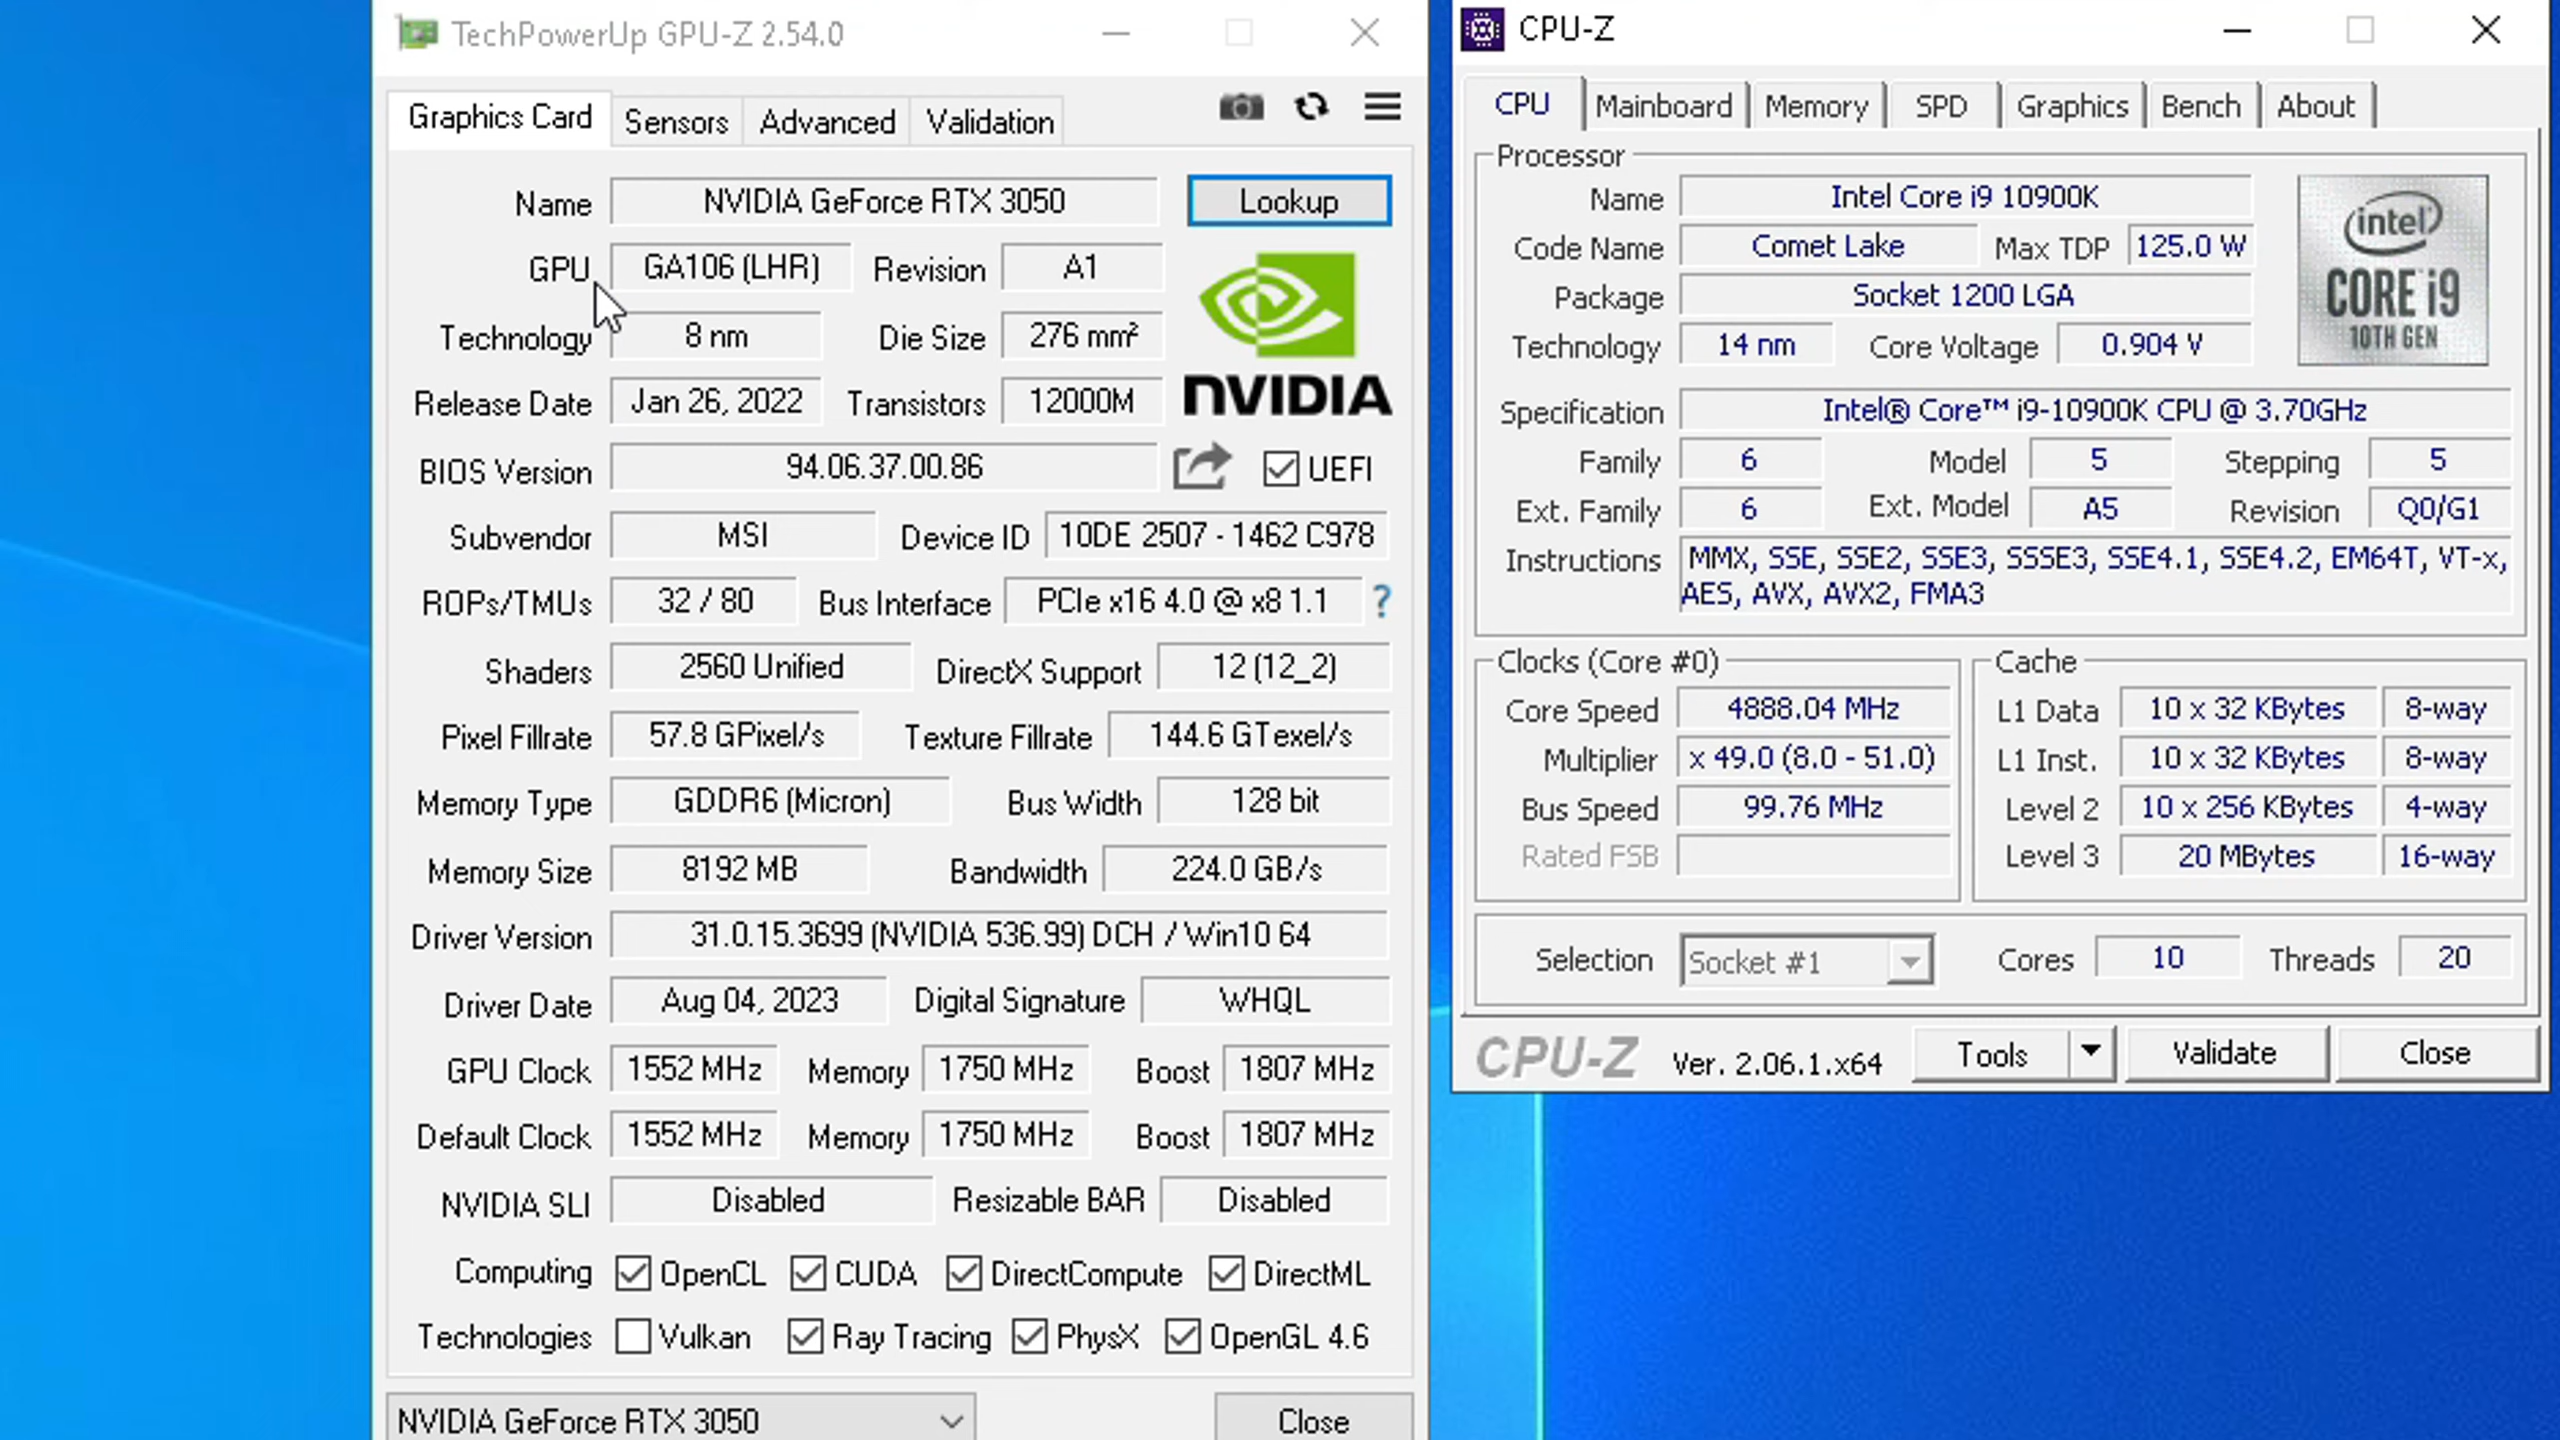 TechPowerUp GPU-Z 2.54.0
Graphics Card Sensors Advanced Validation
Name NVIDIA GeForce RTX 3050 Lookup
GPU GA106 (LHR) Revision A1
Technology 8 nm Die Size 276 mm²
NVIDIA
Release Date Jan 26, 2022 Transistors 12000M
BIOS Version 94.06.37.00.86 UEFI
Subvendor MSI Device ID 10DE 2507 - 1462 C978
ROPs/TMUs 32 / 80 Bus Interface PCIe x16 4.0 @ x8 1.1 ?
Shaders 2560 Unified DirectX Support 12 (12_2)
Pixel Fillrate 57.8 GPixel/s Texture Fillrate 144.6 GTexel/s
Memory Type GDDR6 (Micron) Bus Width 128 bit
Memory Size 8192 MB Bandwidth 224.0 GB/s
Driver Version 31.0.15.3699 (NVIDIA 536.99) DCH / Win10 64
Driver Date Aug 04, 2023 Digital Signature WHQL
GPU Clock 1552 MHz Memory 1750 MHz Boost 1807 MHz
Default Clock 1552 MHz Memory 1750 MHz Boost 1807 MHz
NVIDIA SLI Disabled Resizable BAR Disabled
Computing OpenCL CUDA DirectCompute DirectML
Technologies Vulkan Ray Tracing PhysX OpenGL 4.6
NVIDIA GeForce RTX 3050 Close
CPU-Z
CPU Mainboard Memory SPD Graphics Bench About
Processor
Name Intel Core i9 10900K
Code Name Comet Lake Max TDP 125.0 W
Package Socket 1200 LGA
Technology 14 nm Core Voltage 0.904 V
intel
CORE i9
10TH GEN
Specification Intel® Core™ i9-10900K CPU @ 3.70GHz
Family 6 Model 5 Stepping 5
Ext. Family 6 Ext. Model A5 Revision Q0/G1
Instructions MMX, SSE, SSE2, SSE3, SSSE3, SSE4.1, SSE4.2, EM64T, VT-x,
AES, AVX, AVX2, FMA3
Clocks (Core #0)
Core Speed 4888.04 MHz
Multiplier x 49.0 (8.0 - 51.0)
Bus Speed 99.76 MHz
Rated FSB
Cache
L1 Data 10 x 32 KBytes 8-way
L1 Inst. 10 x 32 KBytes 8-way
Level 2 10 x 256 KBytes 4-way
Level 3 20 MBytes 16-way
Selection Socket #1 Cores 10 Threads 20
CPU-Z Ver. 2.06.1.x64 Tools Validate Close